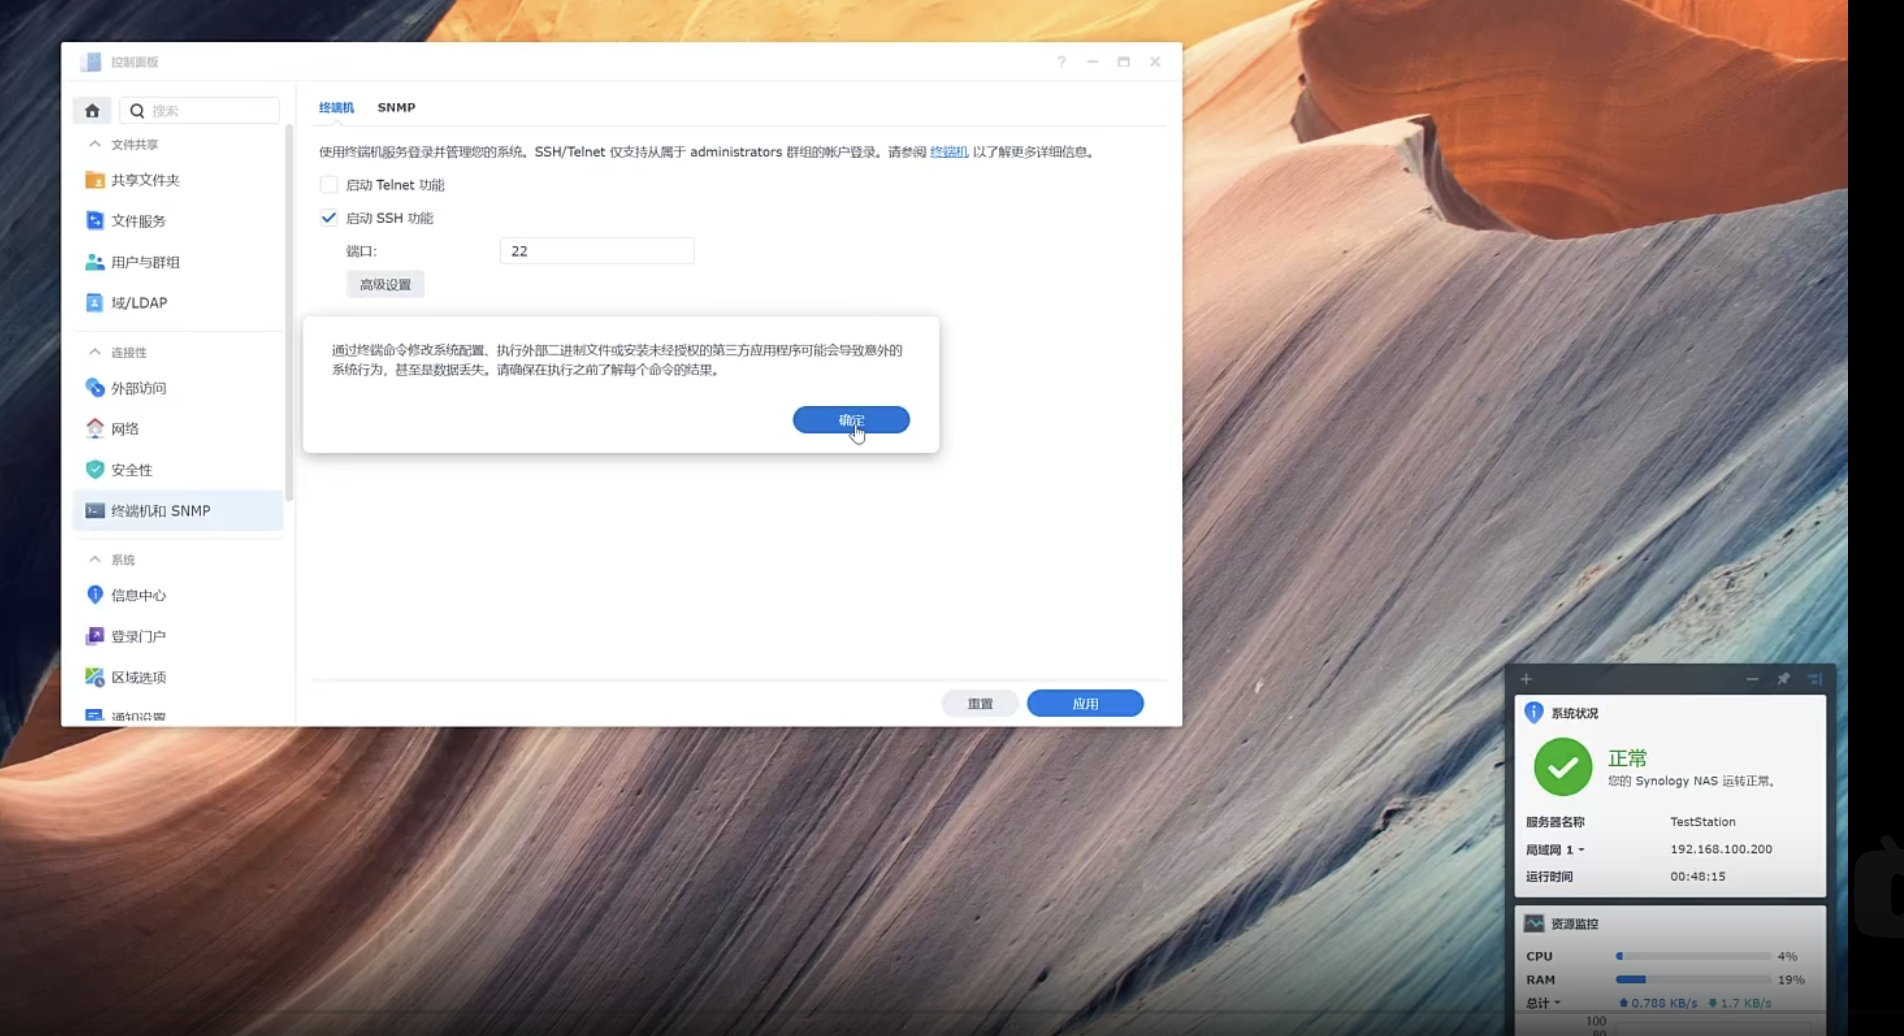 控制面板
搜索
文件共享
共享文件夹
文件服务
用户与群组
域/LDAP
连接性
外部访问
网络
安全性
终端机和 SNMP
系统
信息中心
登录门户
区域选项
通知设置
终端机 SNMP
使用终端机服务登录并管理您的系统。SSH/Telnet 仅支持从属于 administrators 群组的帐户登录。请参阅 终端机 以了解更多详细信息。
启动 Telnet 功能
启动 SSH 功能
端口: 22
高级设置
通过终端命令修改系统配置、执行外部二进制文件或安装未经授权的第三方应用程序可能会导致意外的
系统行为，甚至是数据丢失。请确保在执行之前了解每个命令的结果。
确定
重置 应用
系统状况
正常
您的 Synology NAS 运转正常。
服务器名称 TestStation
局域网 1 192.168.100.200
运行时间 00:48:15
资源监控
CPU 4%
RAM 19%
总计 0.788 KB/s 1.7 KB/s
100
80